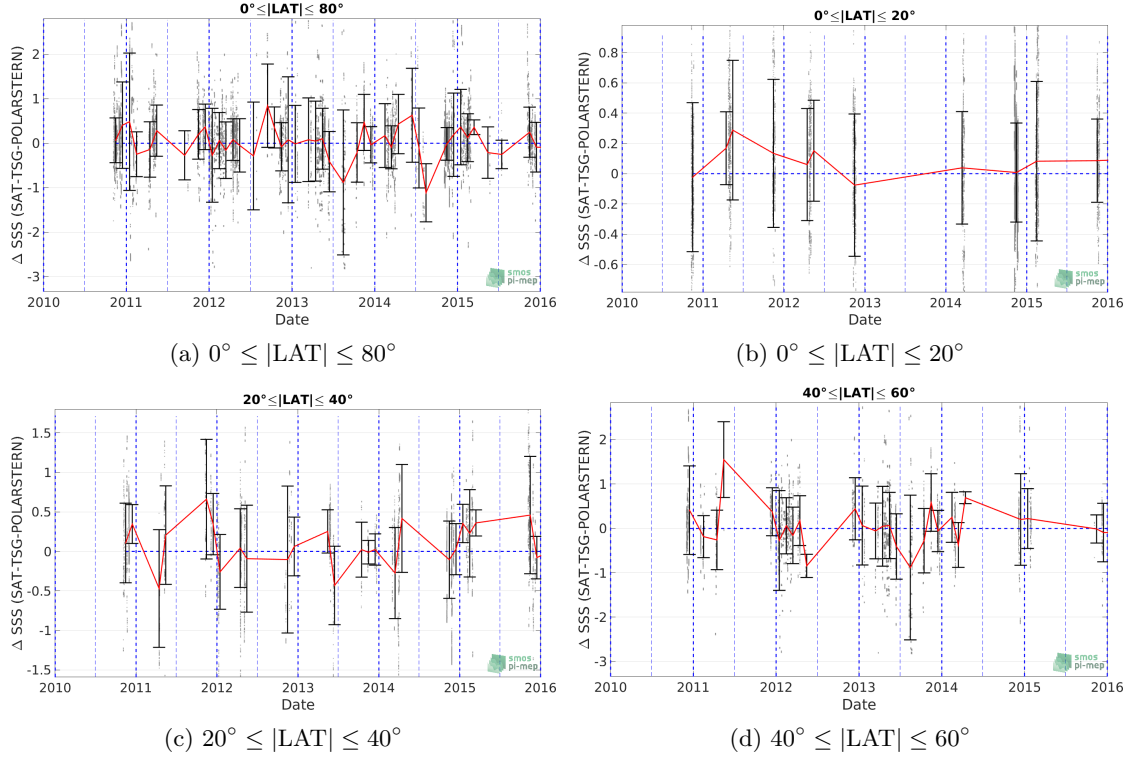 0°≤|LAT|≤ 80°
Δ SSS (SAT-TSG-POLARSTERN)
2
1
0
-1
-2
-3
2010 2011 2012 2013 2014 2015 2016
Date
smos
pi-mep
(a) 0° ≤ |LAT| ≤ 80°
0°≤|LAT|≤ 20°
Δ SSS (SAT-TSG-POLARSTERN)
0.8
0.6
0.4
0.2
0
-0.2
-0.4
-0.6
2010 2011 2012 2013 2014 2015 2016
Date
smos
pi-mep
(b) 0° ≤ |LAT| ≤ 20°
20°≤|LAT|≤ 40°
Δ SSS (SAT-TSG-POLARSTERN)
1.5
1
0.5
0
-0.5
-1
-1.5
2010 2011 2012 2013 2014 2015 2016
Date
smos
pi-mep
(c) 20° ≤ |LAT| ≤ 40°
40°≤|LAT|≤ 60°
Δ SSS (SAT-TSG-POLARSTERN)
2
1
0
-1
-2
-3
2010 2011 2012 2013 2014 2015 2016
Date
smos
pi-mep
(d) 40° ≤ |LAT| ≤ 60°